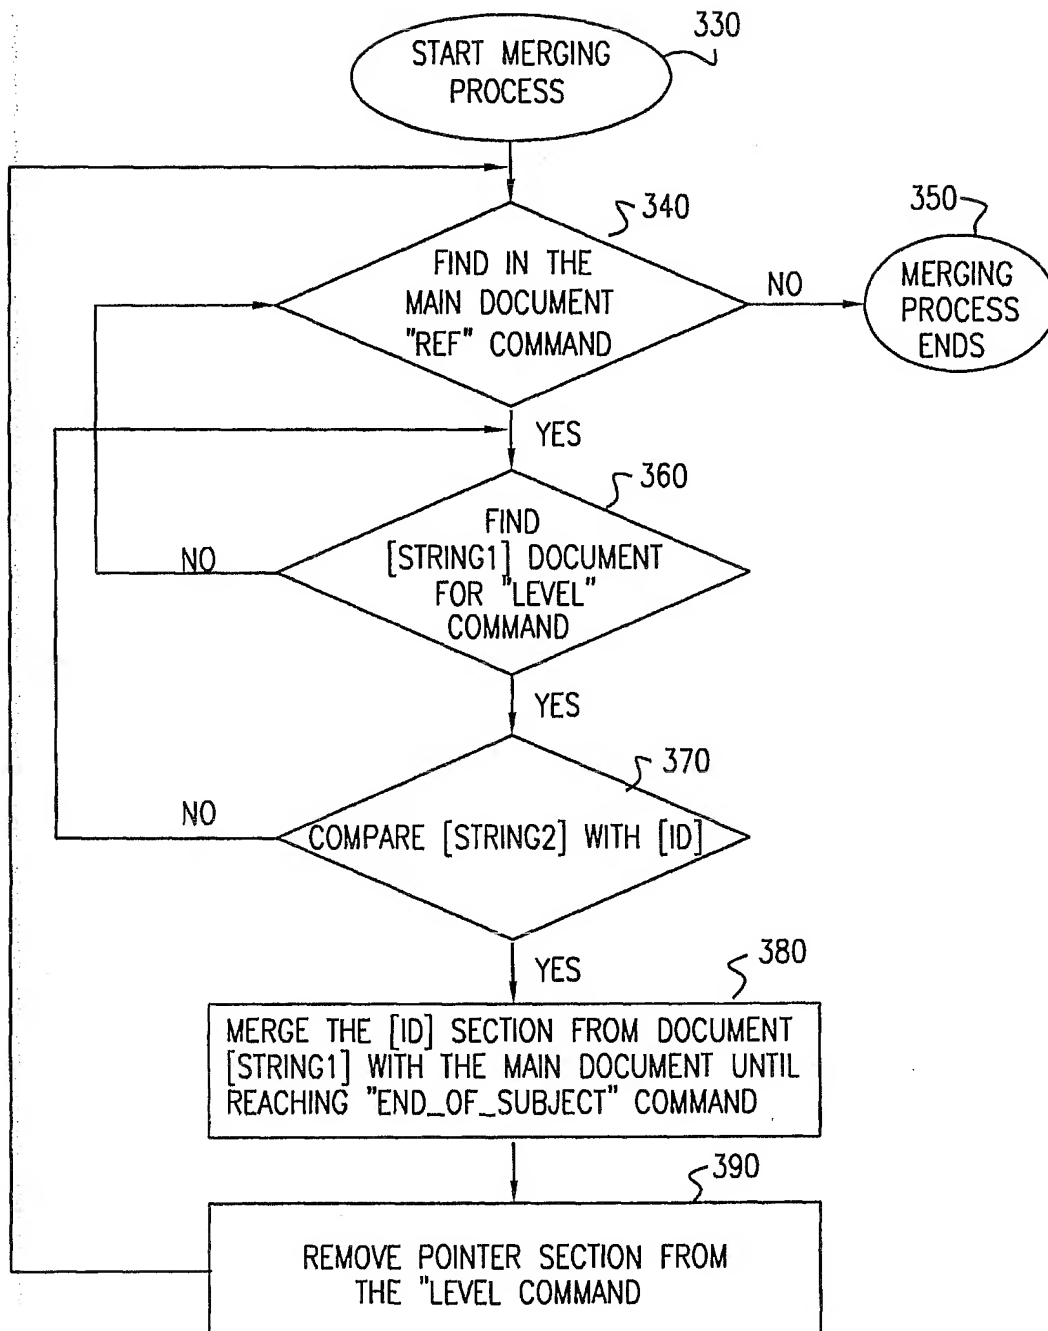 330
START MERGING
PROCESS
340
FIND IN THE
MAIN DOCUMENT
"REF" COMMAND
NO
350
MERGING
PROCESS
ENDS
YES
360
FIND
[STRING1] DOCUMENT
FOR "LEVEL"
COMMAND
NO
YES
370
COMPARE [STRING2] WITH [ID]
NO
YES
380
MERGE THE [ID] SECTION FROM DOCUMENT
[STRING1] WITH THE MAIN DOCUMENT UNTIL
REACHING "END_OF_SUBJECT" COMMAND
390
REMOVE POINTER SECTION FROM
THE "LEVEL COMMAND